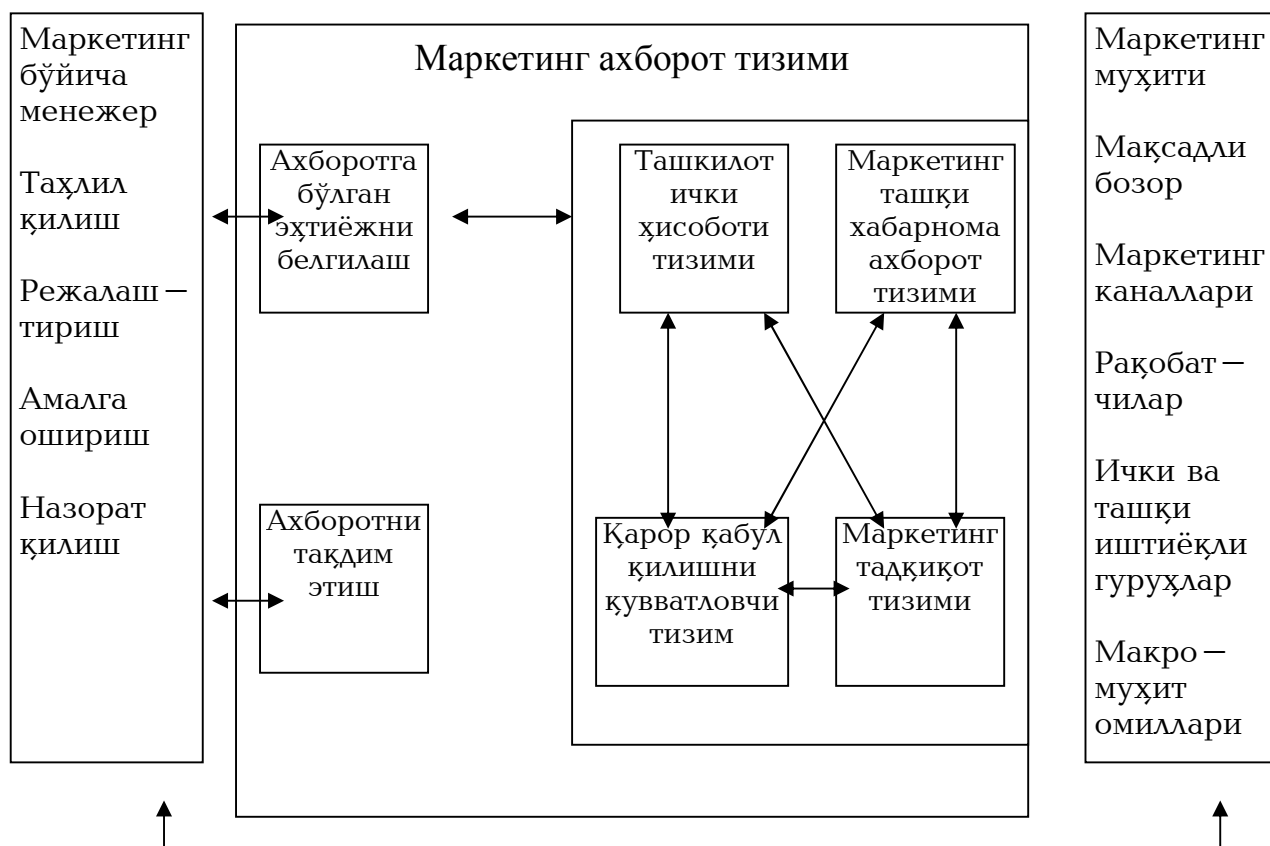 Маркетинг
бўйича
менежер
Таҳлил
қилиш
Режалаш–
тириш
Амалга
ошириш
Назорат
қилиш
Маркетинг ахборот тизими
Ахборотга
бўлган
эҳтиёжни
белгилаш
Ахборотни
тақдим
этиш
Ташкилот
ички
ҳисоботи
тизими
Маркетинг
ташқи
хабарнома
ахборот
тизими
Қарор қабул
қилишни
қувватловчи
тизим
Маркетинг
тадқиқот
тизими
Маркетинг
муҳити
Мақсадли
бозор
Маркетинг
каналлари
Рақобат–
чилар
Ички ва
ташқи
иштиёқли
гуруҳлар
Макро–
муҳит
омиллари